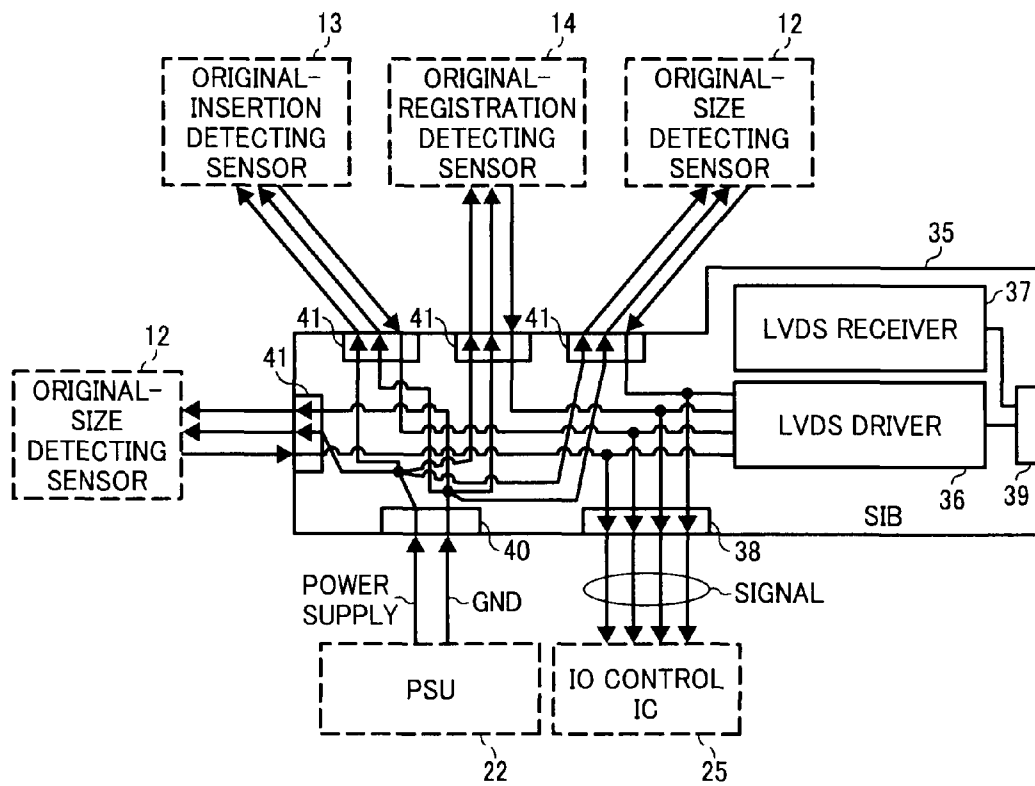 13
14
12
ORIGINAL-
INSERTION
DETECTING
SENSOR
ORIGINAL-
REGISTRATION
DETECTING
SENSOR
ORIGINAL-
SIZE
DETECTING
SENSOR
35
37
41
41
41
LVDS RECEIVER
12
41
ORIGINAL-
SIZE
DETECTING
SENSOR
LVDS DRIVER
36
39
40
38
SIB
POWER
SUPPLY
GND
SIGNAL
PSU
IO CONTROL
IC
22
25